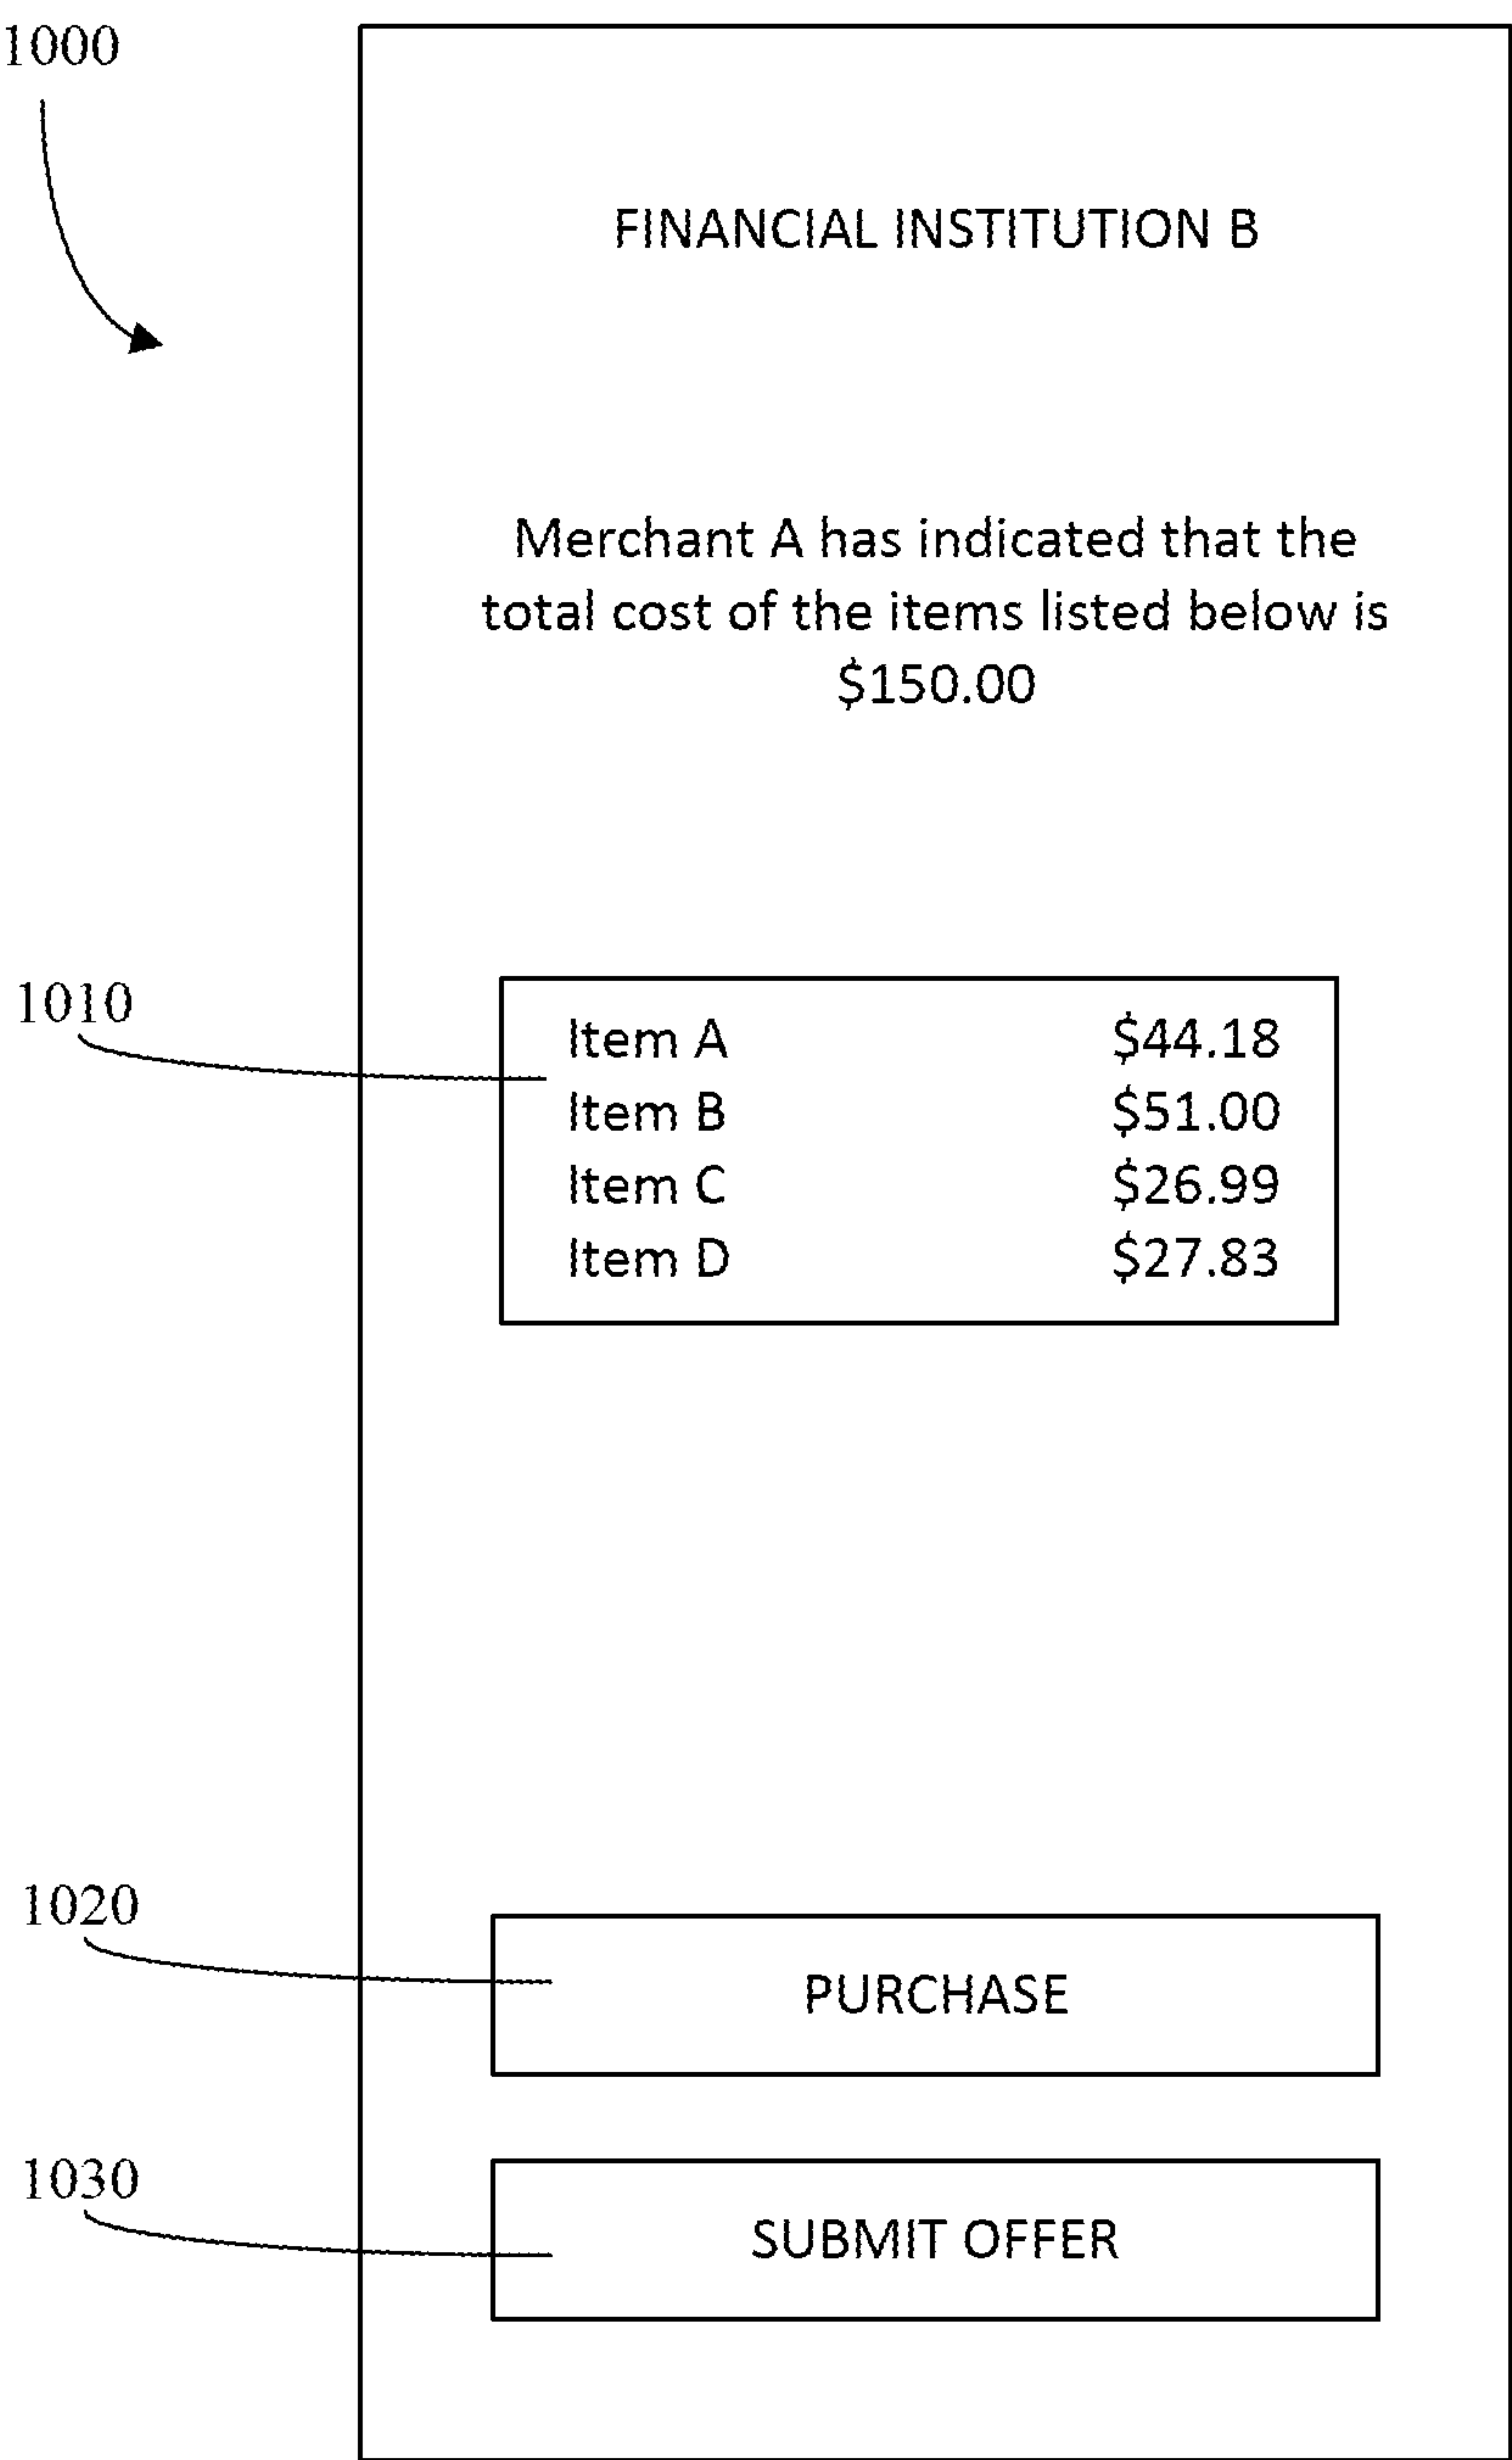 1000
FINANCIAL INSTITUTION B
Merchant A has indicated that the
total cost of the items listed below is
$150.00
1010
Item A $44.18
Item B $51.00
Item C $26.99
Item D $27.83
1020
PURCHASE
1030
SUBMIT OFFER